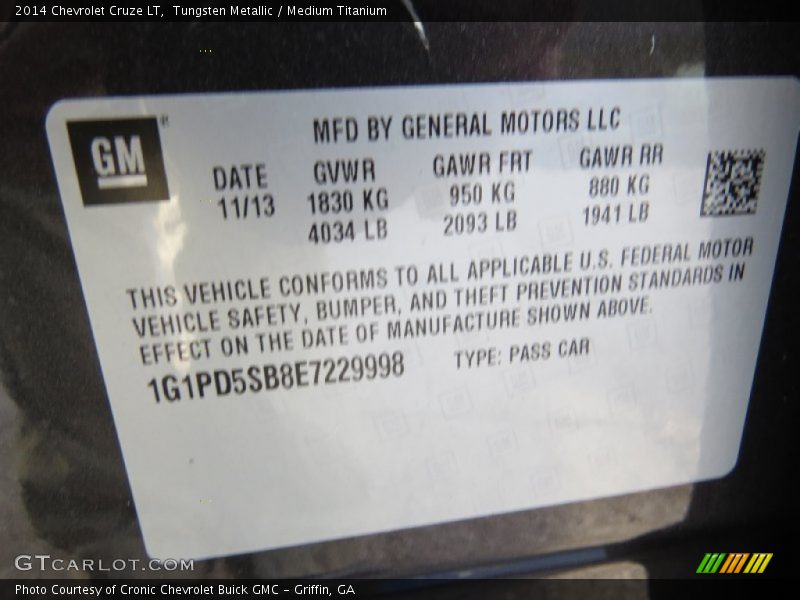 2014 Chevrolet Cruze LT, Tungsten Metallic / Medium Titanium
GM
MFD BY GENERAL MOTORS LLC
DATE GVWR GAWR FRT GAWR RR
11/13 1830 KG 950 KG 880 KG
4034 LB 2093 LB 1941 LB
THIS VEHICLE CONFORMS TO ALL APPLICABLE U.S. FEDERAL MOTOR
VEHICLE SAFETY, BUMPER, AND THEFT PREVENTION STANDARDS IN
EFFECT ON THE DATE OF MANUFACTURE SHOWN ABOVE.
1G1PD5SB8E7229998 TYPE: PASS CAR
GTCARLOT.COM
Photo Courtesy of Cronic Chevrolet Buick GMC – Griffin, GA